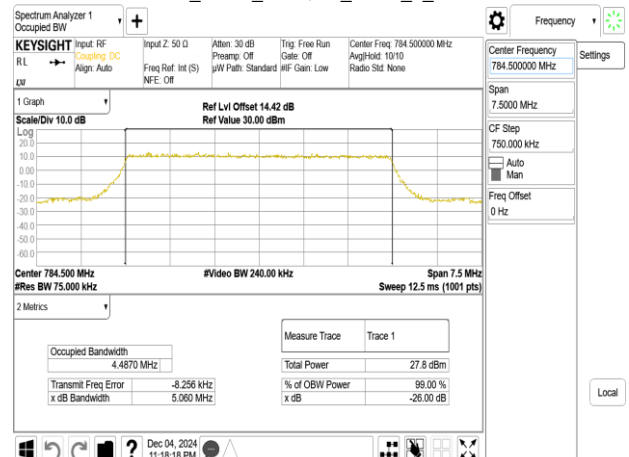 Spectrum Analyzer 1
Occupied BW
Frequency
KEYSIGHT
RL
LXI
Input: RF
Coupling: DC
Align: Auto
Input Z: 50 Ω
Freq Ref: Int (S)
NFE: Off
Atten: 30 dB
Preamp: Off
µW Path: Standard
Trig: Free Run
Gate: Off
#IF Gain: Low
Center Freq: 784.500000 MHz
Avg|Hold: 10/10
Radio Std: None
Center Frequency
784.500000 MHz
Settings
Span
7.5000 MHz
CF Step
750.000 kHz
Auto
Man
Freq Offset
0 Hz
1 Graph
Scale/Div 10.0 dB
Ref Lvl Offset 14.42 dB
Ref Value 30.00 dBm
Log
20.0
10.0
0.00
-10.0
-20.0
-30.0
-40.0
-50.0
-60.0
Center 784.500 MHz
#Video BW 240.00 kHz
Span 7.5 MHz
#Res BW 75.000 kHz
Sweep 12.5 ms (1001 pts)
2 Metrics
Measure Trace Trace 1
Occupied Bandwidth
4.4870 MHz
Total Power 27.8 dBm
Transmit Freq Error -8.256 kHz
% of OBW Power 99.00 %
x dB Bandwidth 5.060 MHz
x dB -26.00 dB
Local
?
Dec 04, 2024
11:18:18 PM